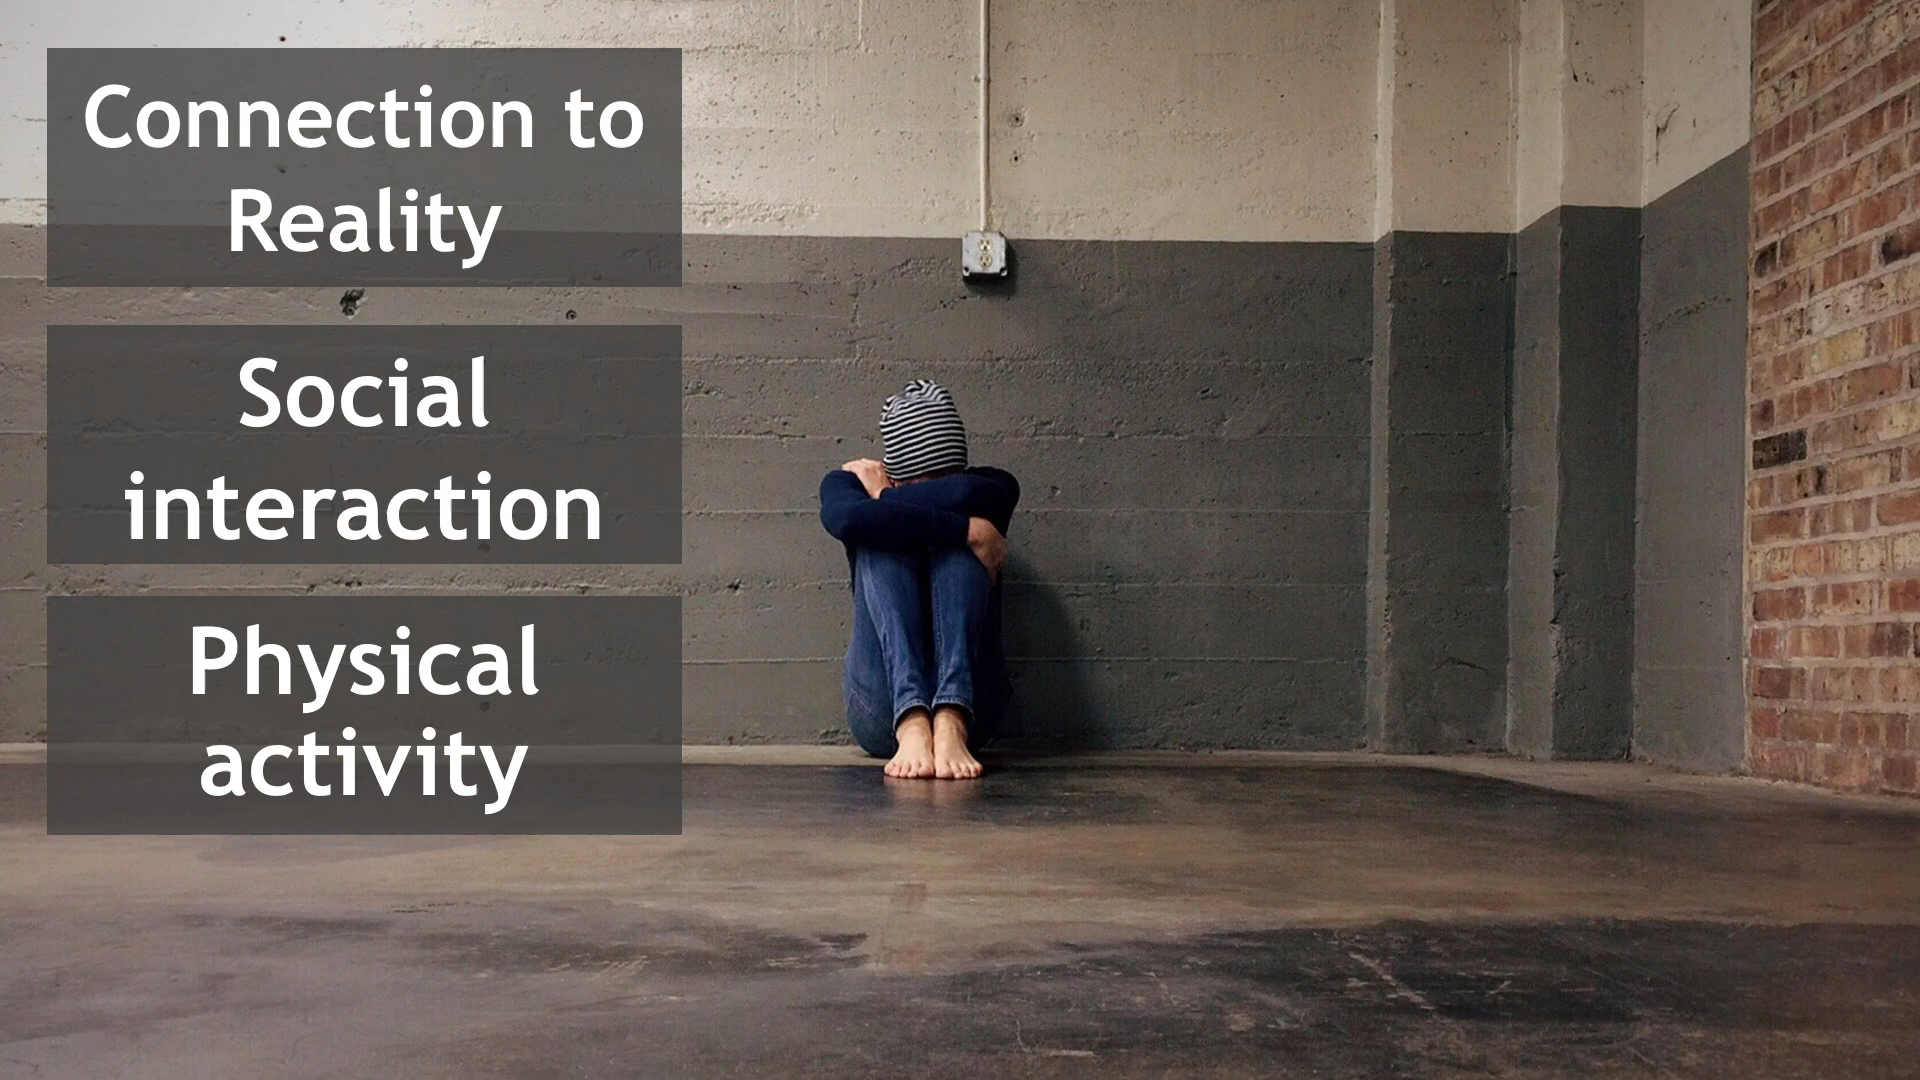 Connection to
Reality
Social
interaction
Physical
activity